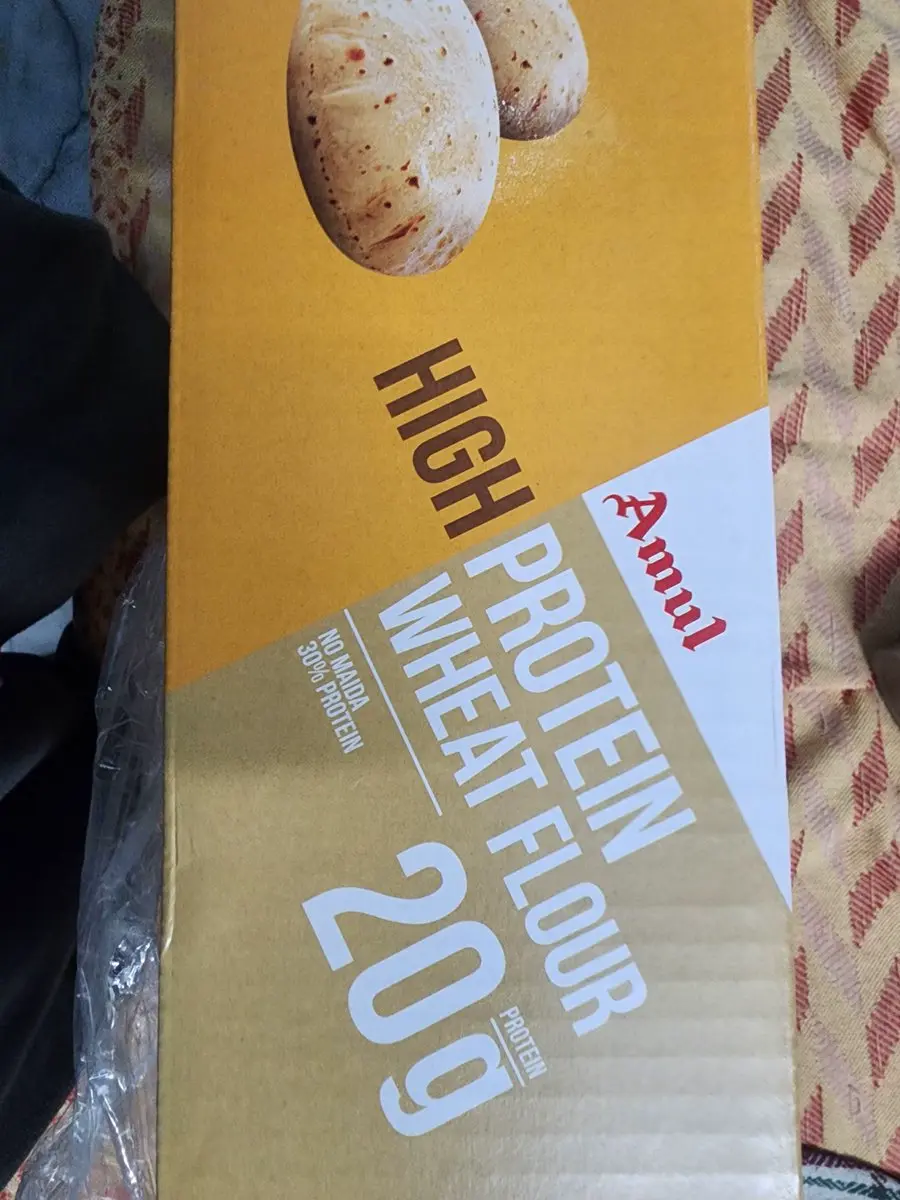 Amul
HIGH
PROTEIN
WHEAT FLOUR
NO MAIDA
30% PROTEIN
20g
PROTEIN